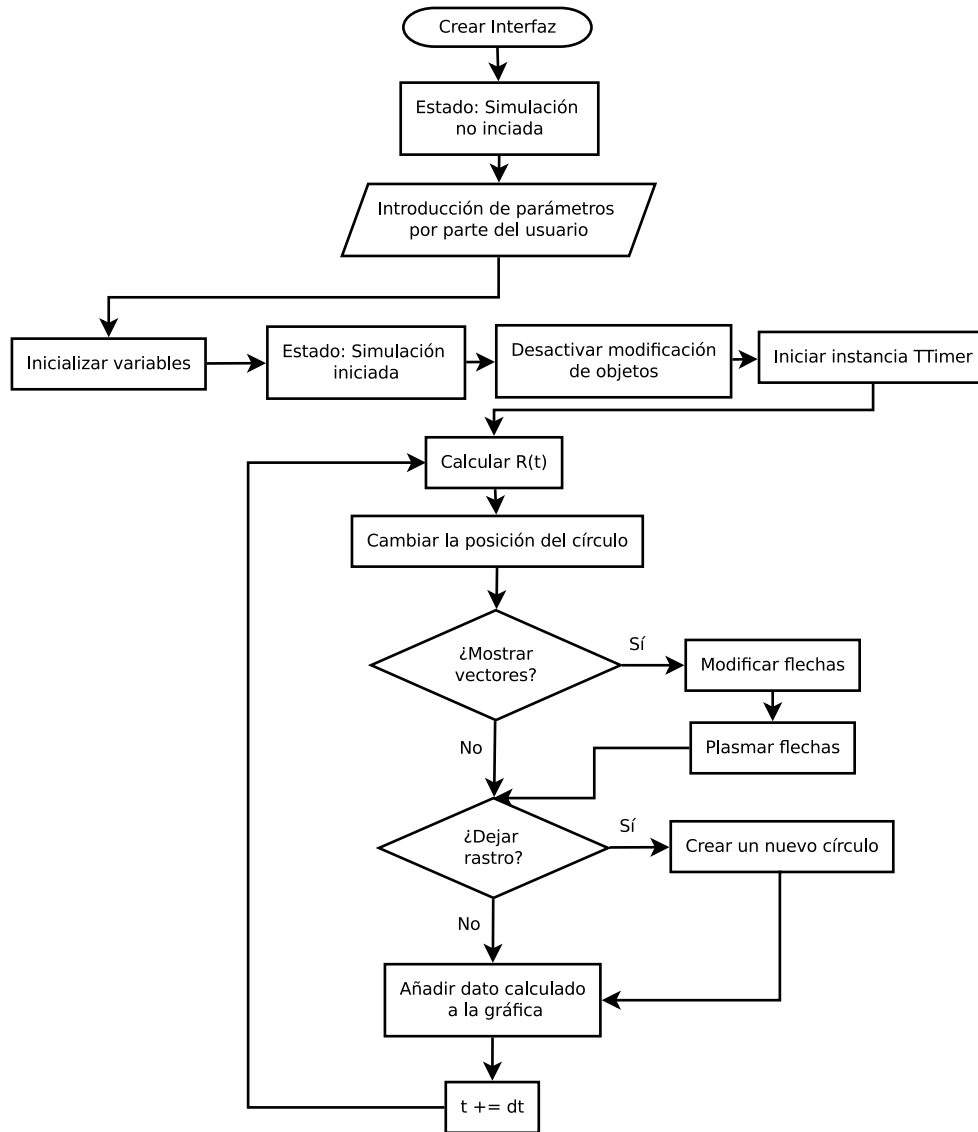 Crear Interfaz
Estado: Simulación
no inciada
Introducción de parámetros
por parte del usuario
Inicializar variables
Estado: Simulación
iniciada
Desactivar modificación
de objetos
Iniciar instancia TTimer
Calcular R(t)
Cambiar la posición del círculo
¿Mostrar
vectores?
Sí
Modificar flechas
Plasmar flechas
No
¿Dejar
rastro?
Sí
Crear un nuevo círculo
No
Añadir dato calculado
a la gráfica
t += dt